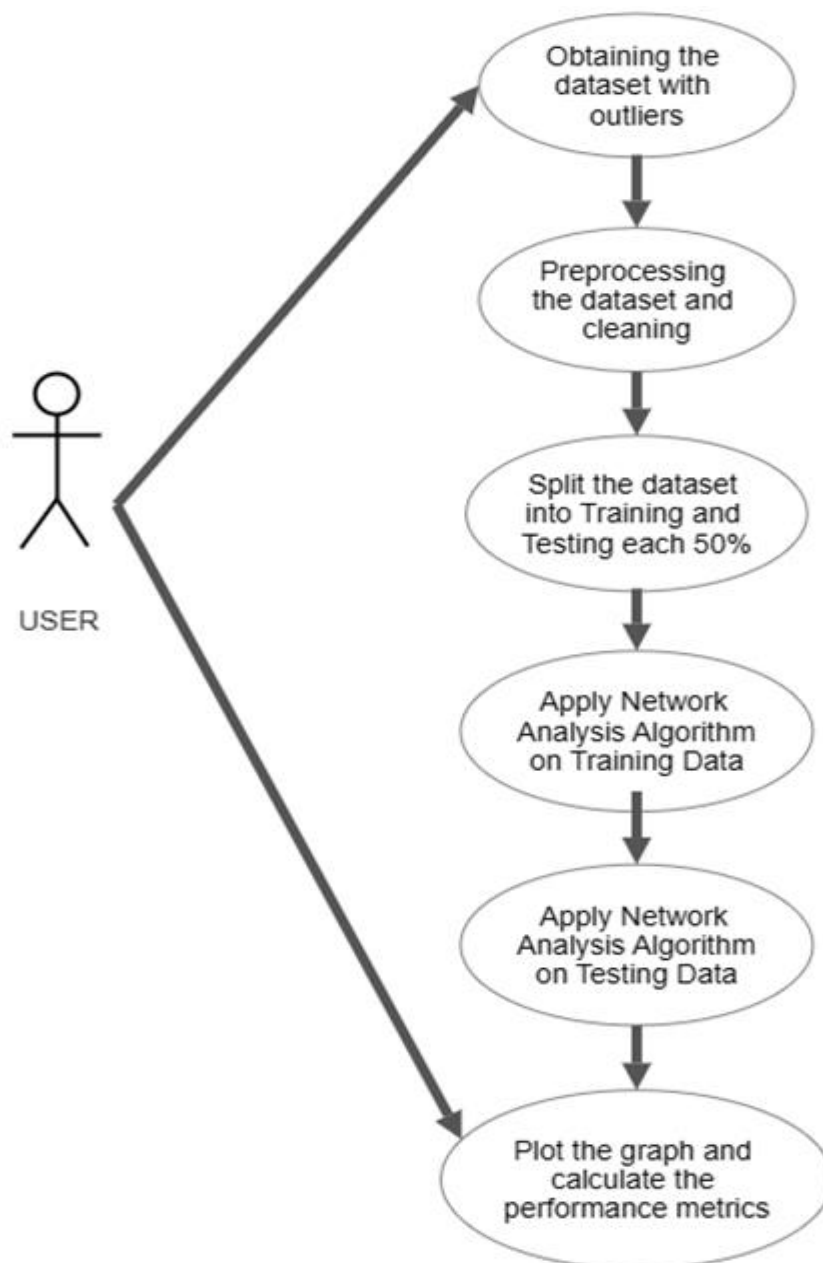 Obtaining the
dataset with
outliers
Preprocessing
the dataset and
cleaning
Split the dataset
into Training and
Testing each 50%
USER
Apply Network
Analysis Algorithm
on Training Data
Apply Network
Analysis Algorithm
on Testing Data
Plot the graph and
calculate the
performance metrics